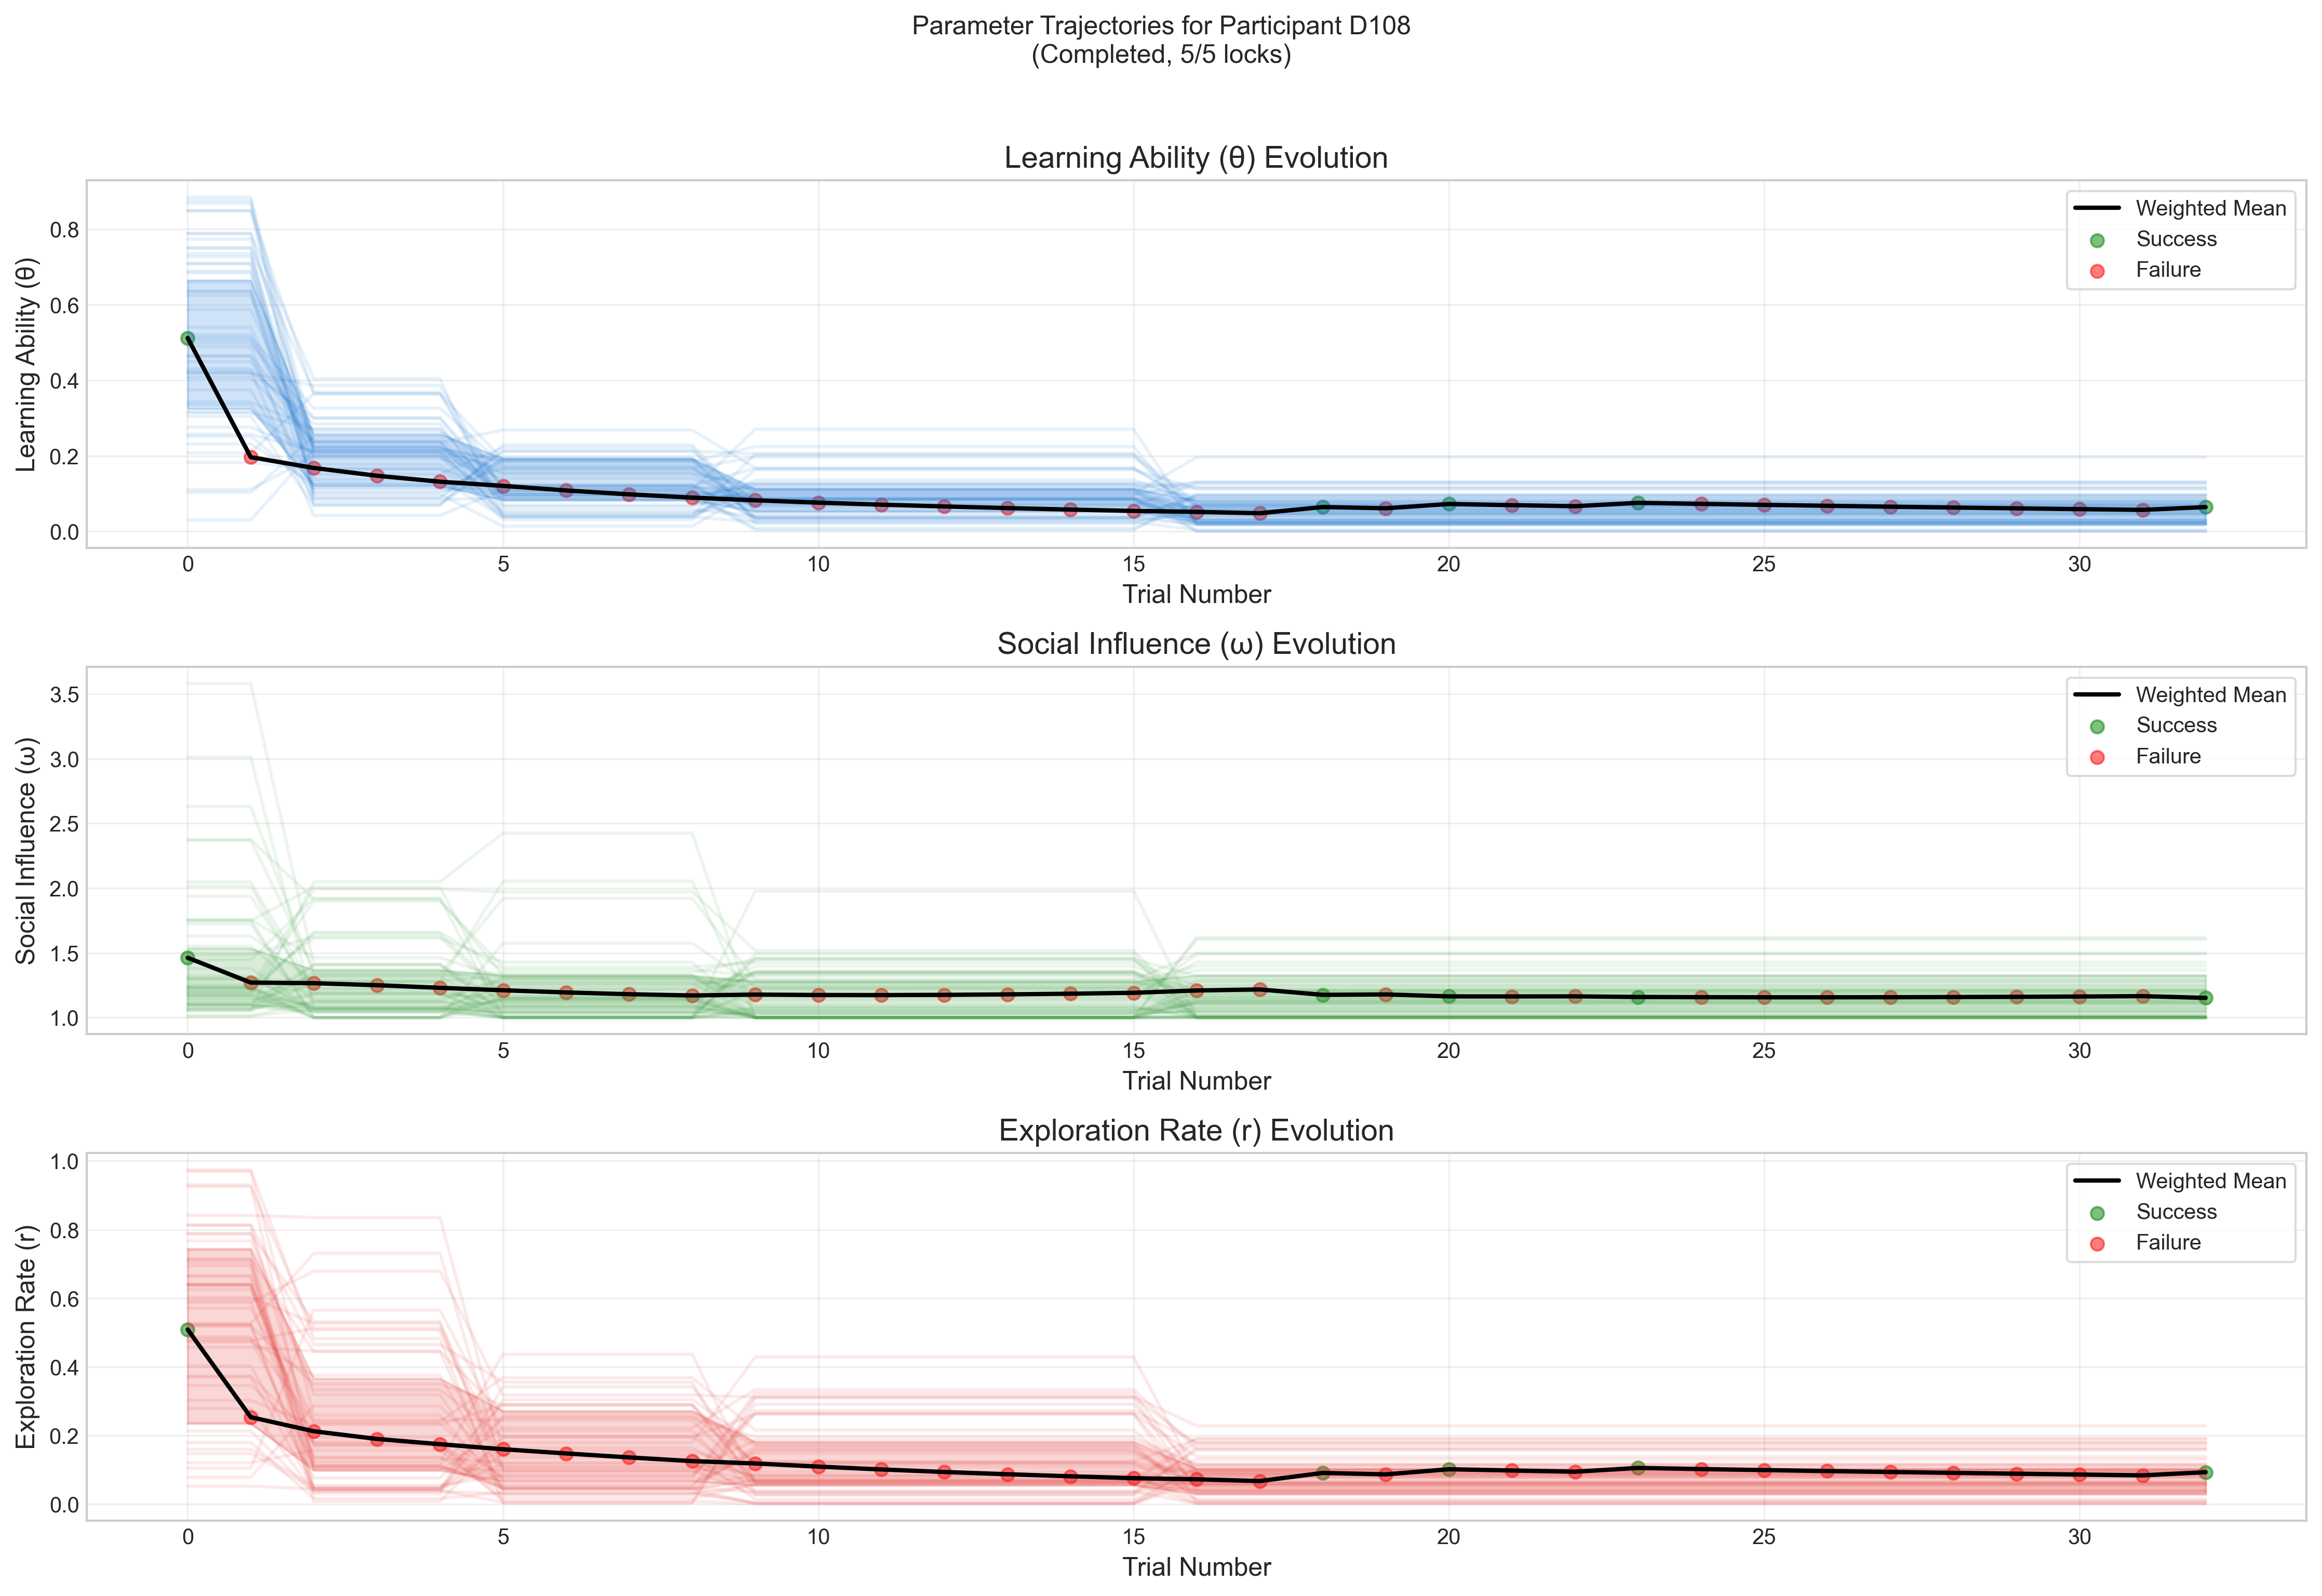 Parameter Trajectories for Participant D108
(Completed, 5/5 locks)
Learning Ability (θ) Evolution
Learning Ability (θ)
0.8
0.6
0.4
0.2
0.0
Weighted Mean
Success
Failure
0 5 10 15 20 25 30
Trial Number
Social Influence (ω) Evolution
Social Influence (ω)
3.5
3.0
2.5
2.0
1.5
1.0
Weighted Mean
Success
Failure
0 5 10 15 20 25 30
Trial Number
Exploration Rate (r) Evolution
Exploration Rate (r)
1.0
0.8
0.6
0.4
0.2
0.0
Weighted Mean
Success
Failure
0 5 10 15 20 25 30
Trial Number